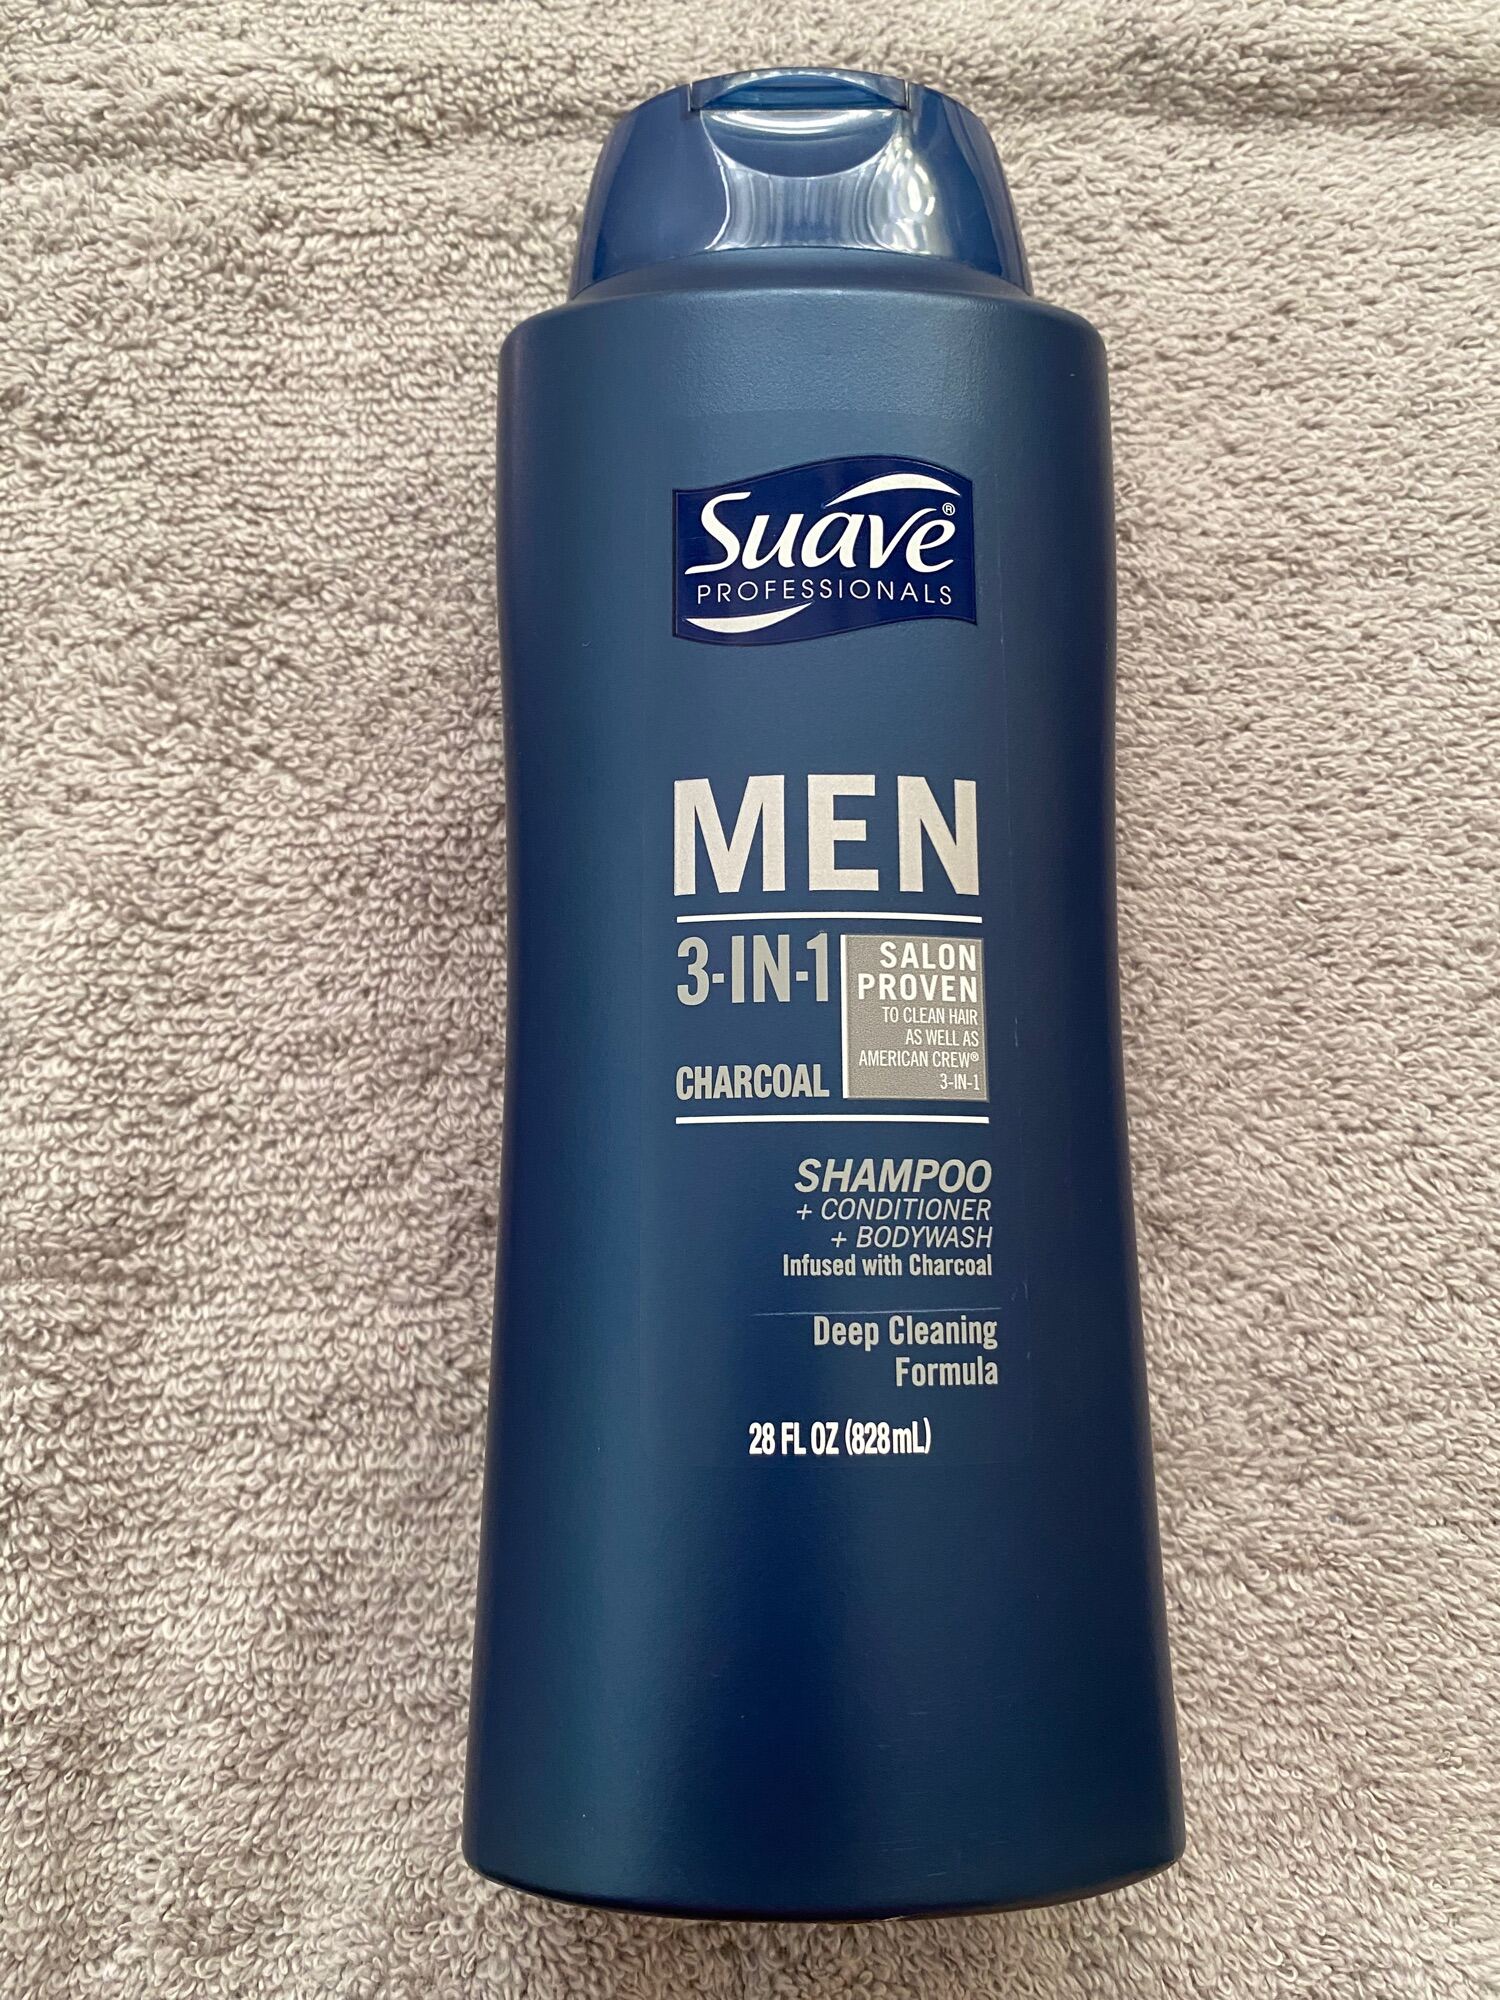 Suave®
PROFESSIONALS
MEN
3-IN-1
CHARCOAL
SALON
PROVEN
TO CLEAN HAIR
AS WELL AS
AMERICAN CREW®
3-IN-1
SHAMPOO
+ CONDITIONER
+ BODYWASH
Infused with Charcoal
Deep Cleaning
Formula
28 FL OZ (828mL)